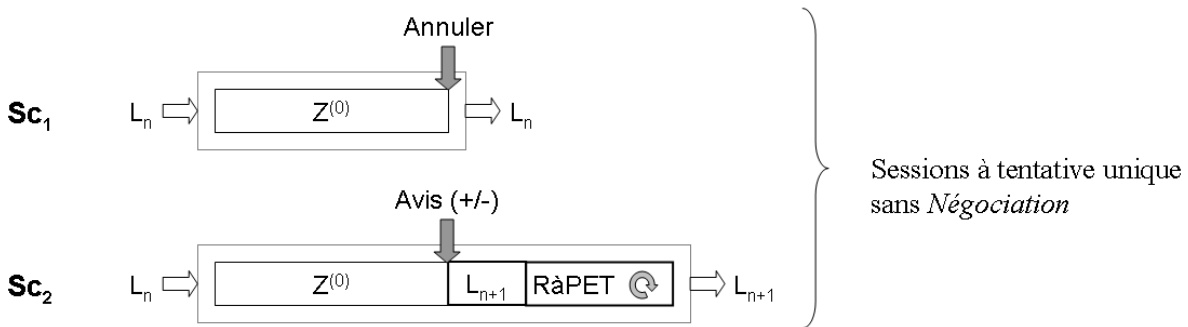 Annuler
Sc₁ Lₙ Z⁽⁰⁾ Lₙ
Avis (+/-)
Sc₂ Lₙ Z⁽⁰⁾ Lₙ₊₁ RàPET Lₙ₊₁
Sessions à tentative unique
sans Négociation